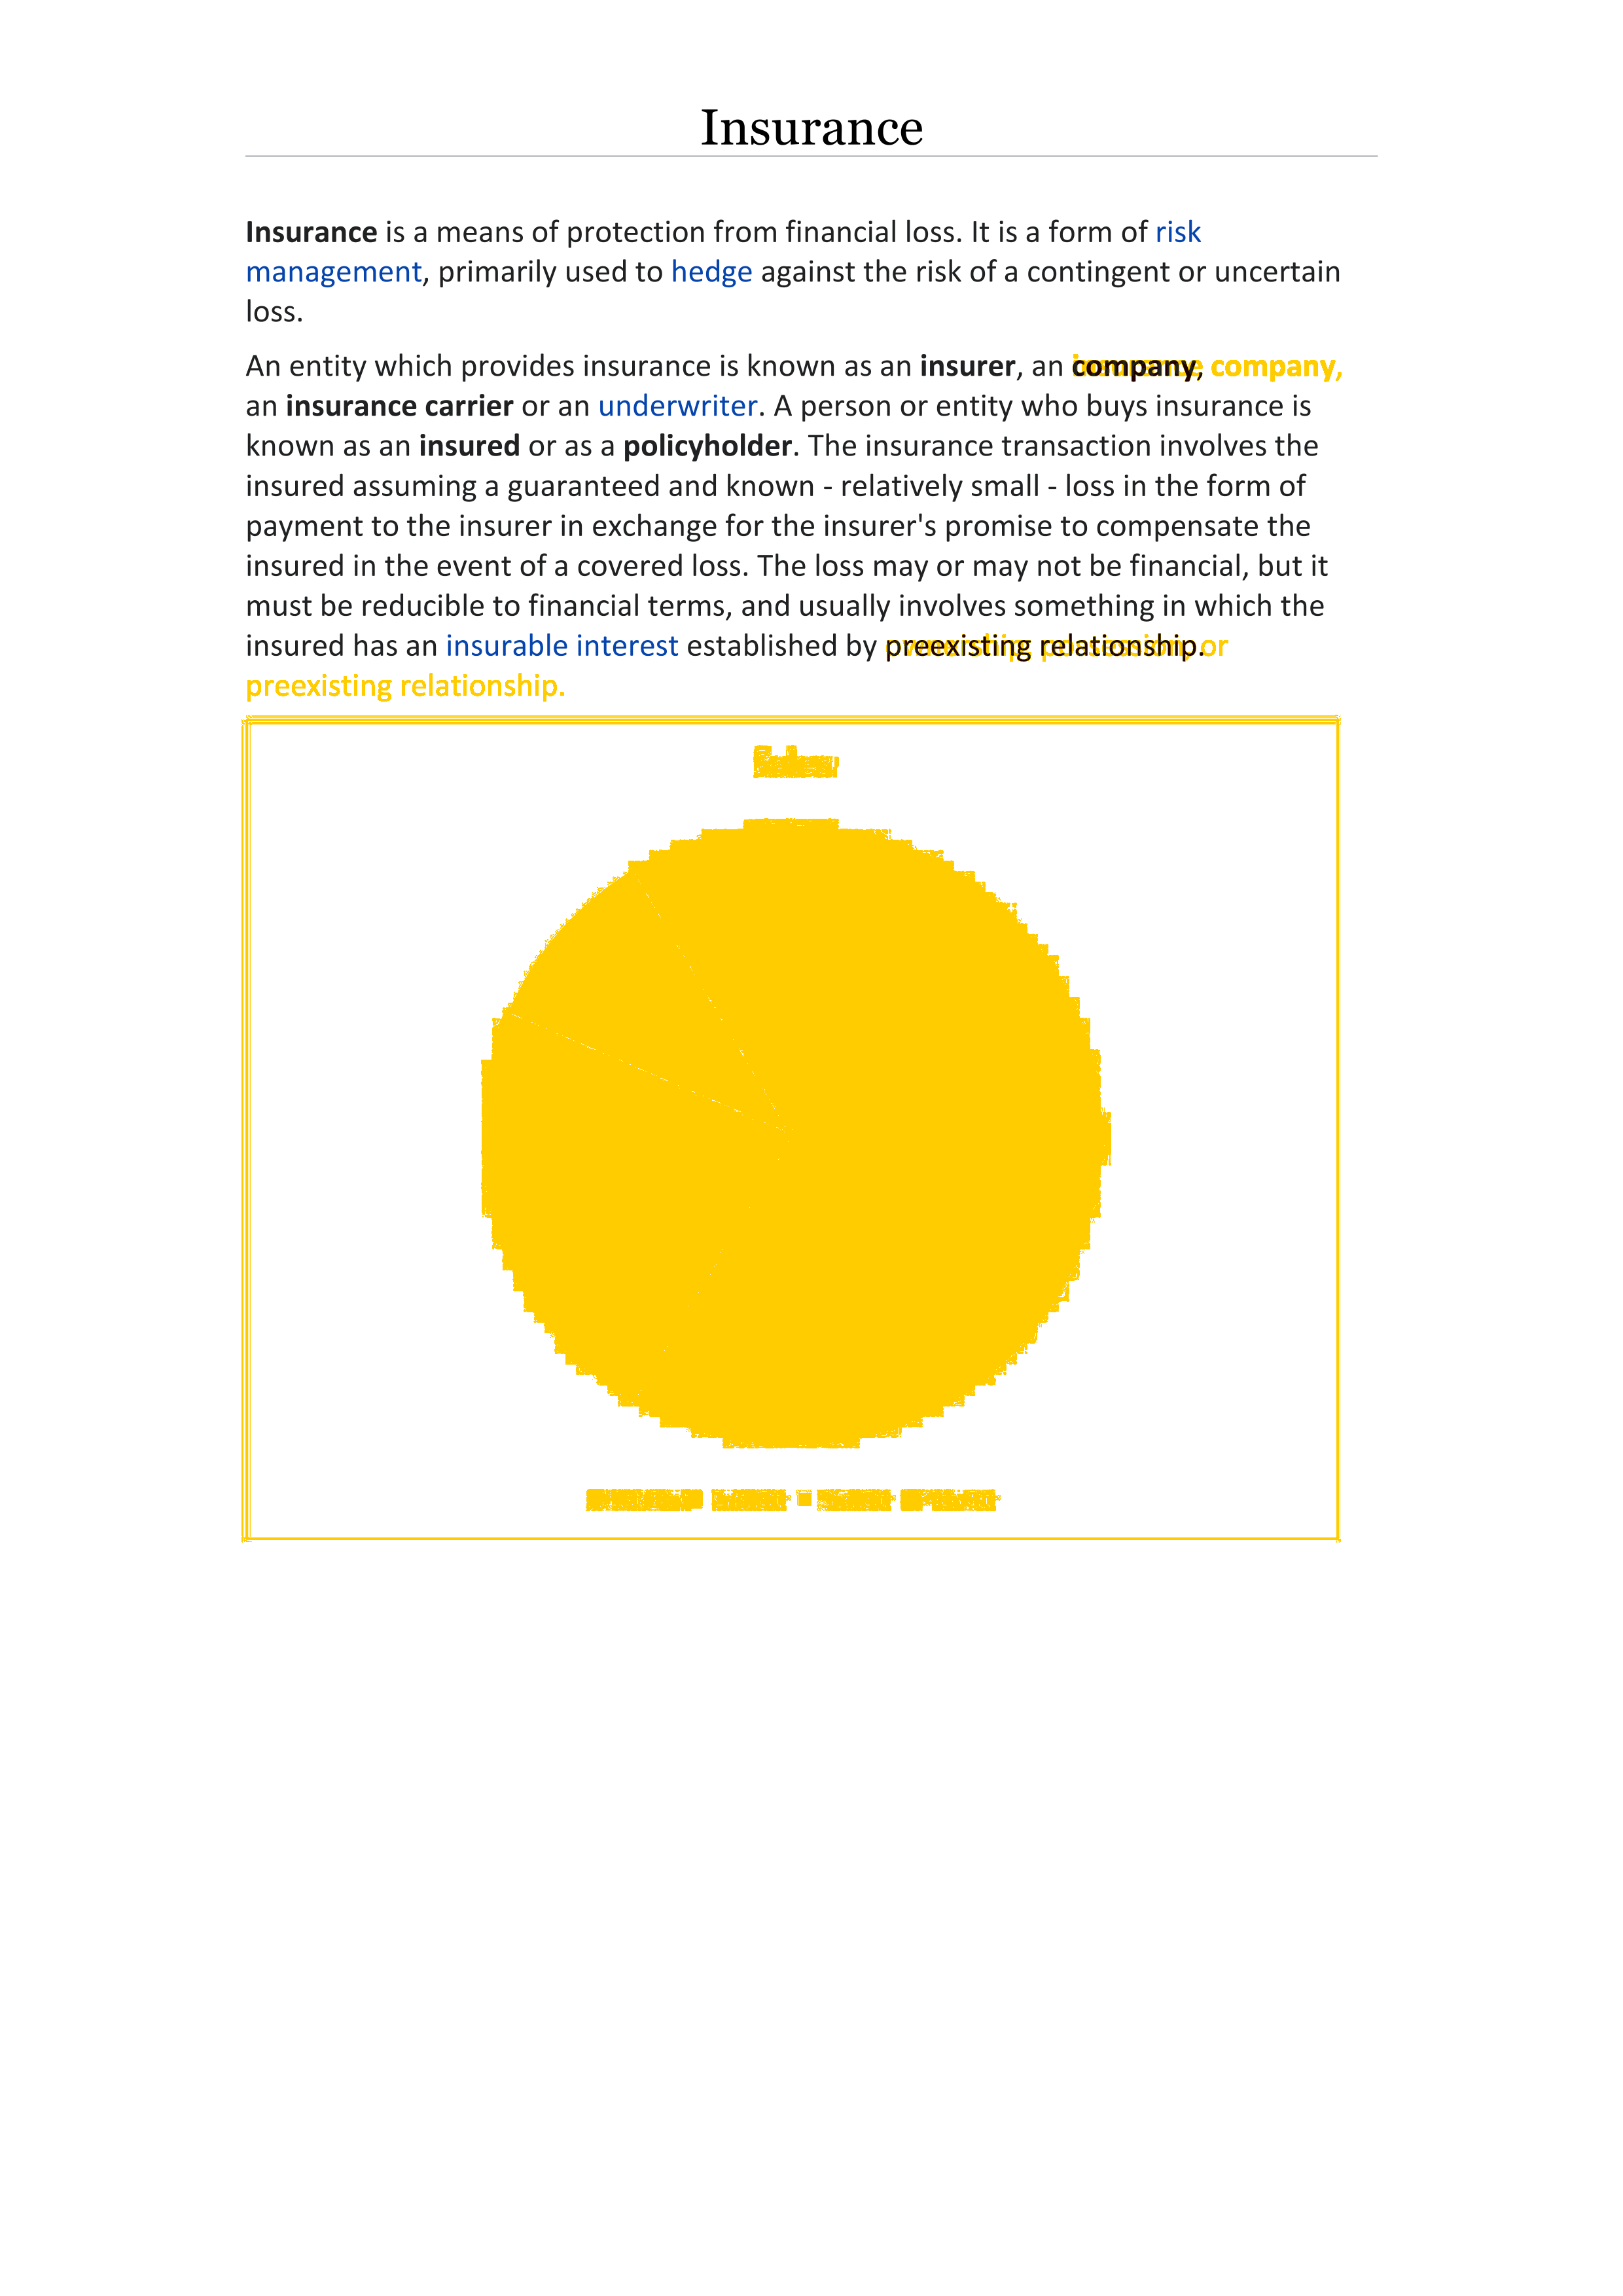 Insurance
Insurance is a means of protection from financial loss. It is a form of risk
management, primarily used to hedge against the risk of a contingent or uncertain
loss.
An entity which provides insurance is known as an insurer, an company, company,
an insurance carrier or an underwriter. A person or entity who buys insurance is
known as an insured or as a policyholder. The insurance transaction involves the
insured assuming a guaranteed and known - relatively small - loss in the form of
payment to the insurer in exchange for the insurer's promise to compensate the
insured in the event of a covered loss. The loss may or may not be financial, but it
must be reducible to financial terms, and usually involves something in which the
insured has an insurable interest established by preexisting relationship. or
preexisting relationship.